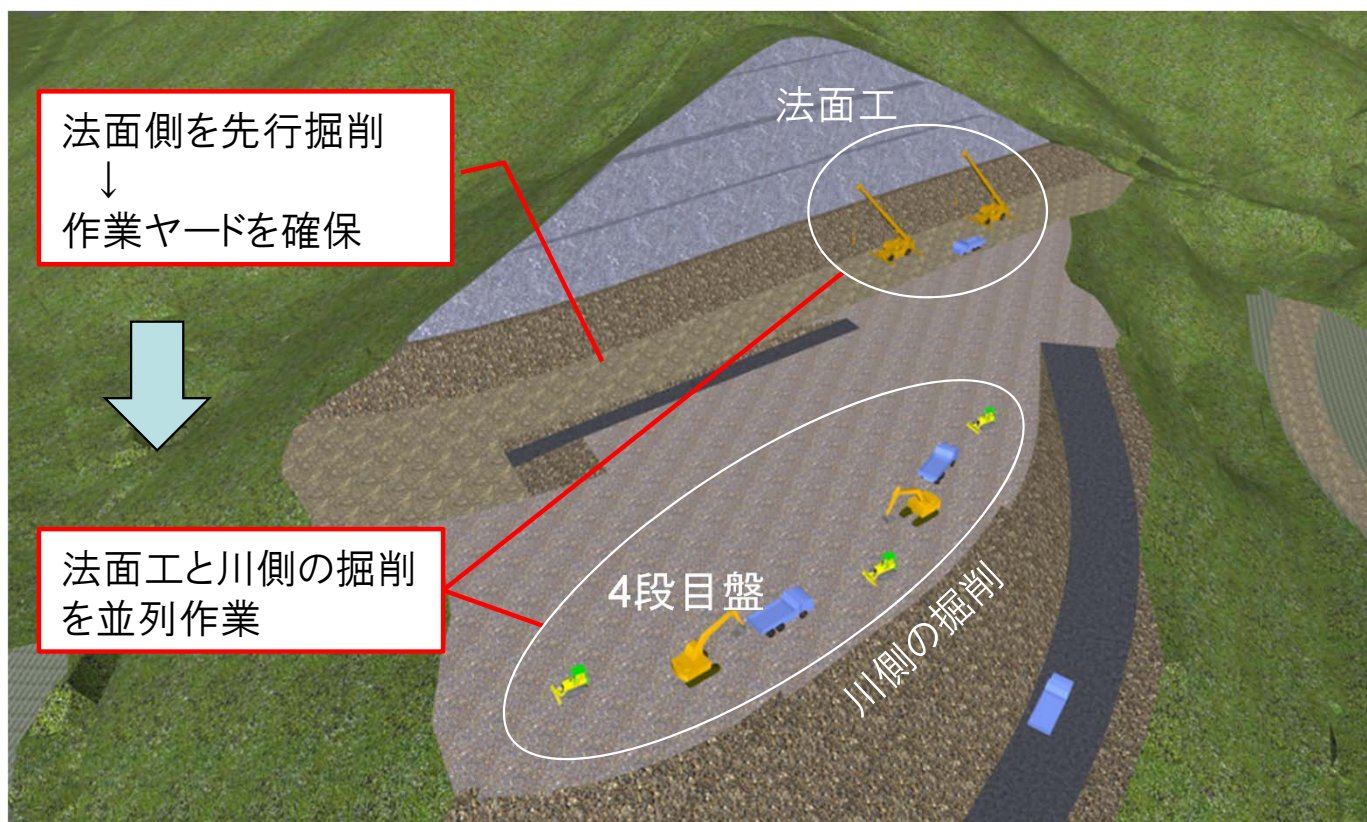 法面工
法面側を先行掘削
↓
作業ヤードを確保
法面工と川側の掘削
を並列作業
4段目盤
川側の掘削